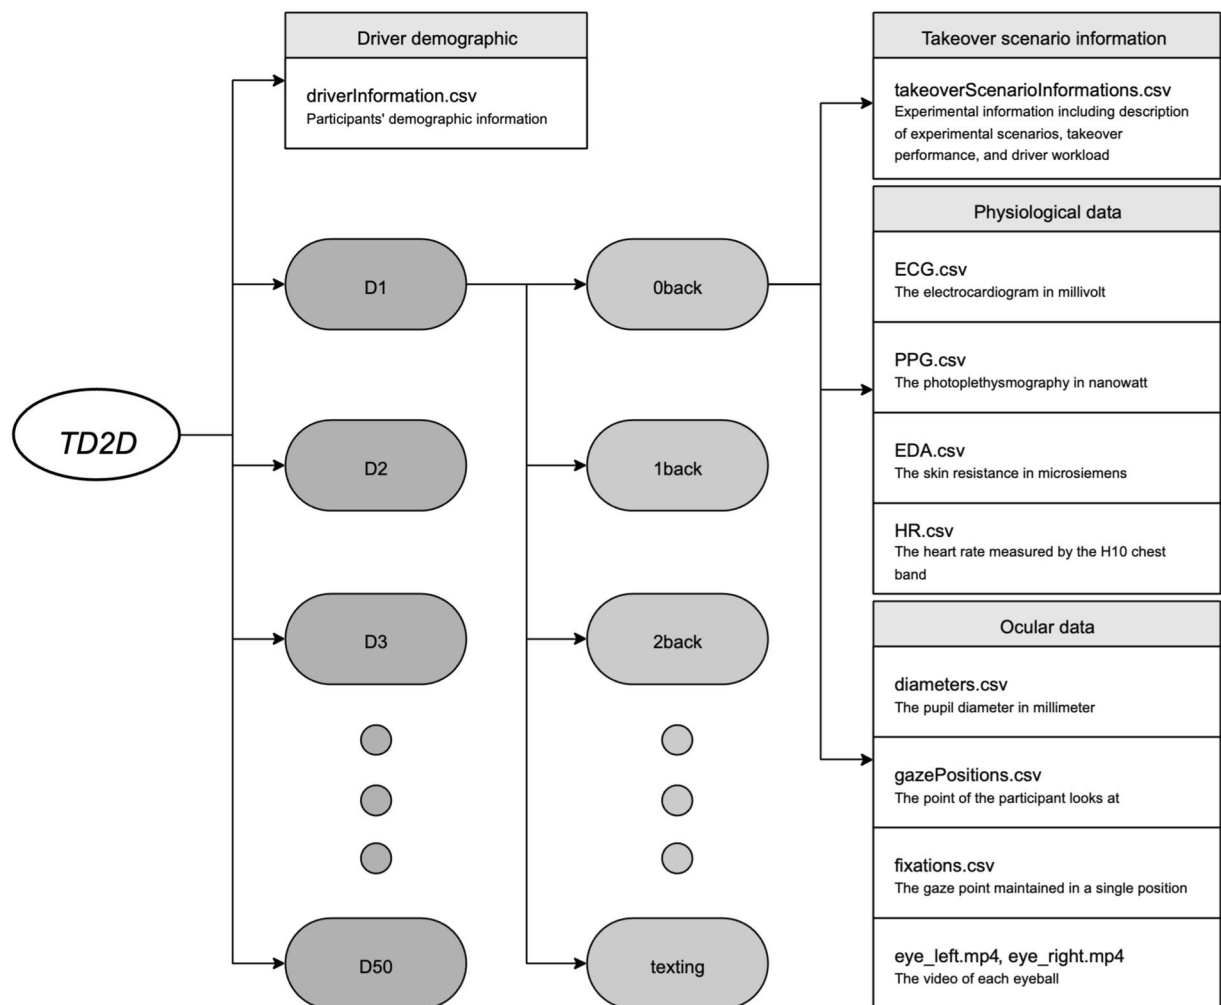 Driver demographic
driverInformation.csv
Participants' demographic information
TD2D
D1
D2
D3
D50
0back
1back
2back
texting
Takeover scenario information
takeoverScenarioInformations.csv
Experimental information including description
of experimental scenarios, takeover
performance, and driver workload
Physiological data
ECG.csv
The electrocardiogram in millivolt
PPG.csv
The photoplethysmography in nanowatt
EDA.csv
The skin resistance in microsiemens
HR.csv
The heart rate measured by the H10 chest
band
Ocular data
diameters.csv
The pupil diameter in millimeter
gazePositions.csv
The point of the participant looks at
fixations.csv
The gaze point maintained in a single position
eye_left.mp4, eye_right.mp4
The video of each eyeball